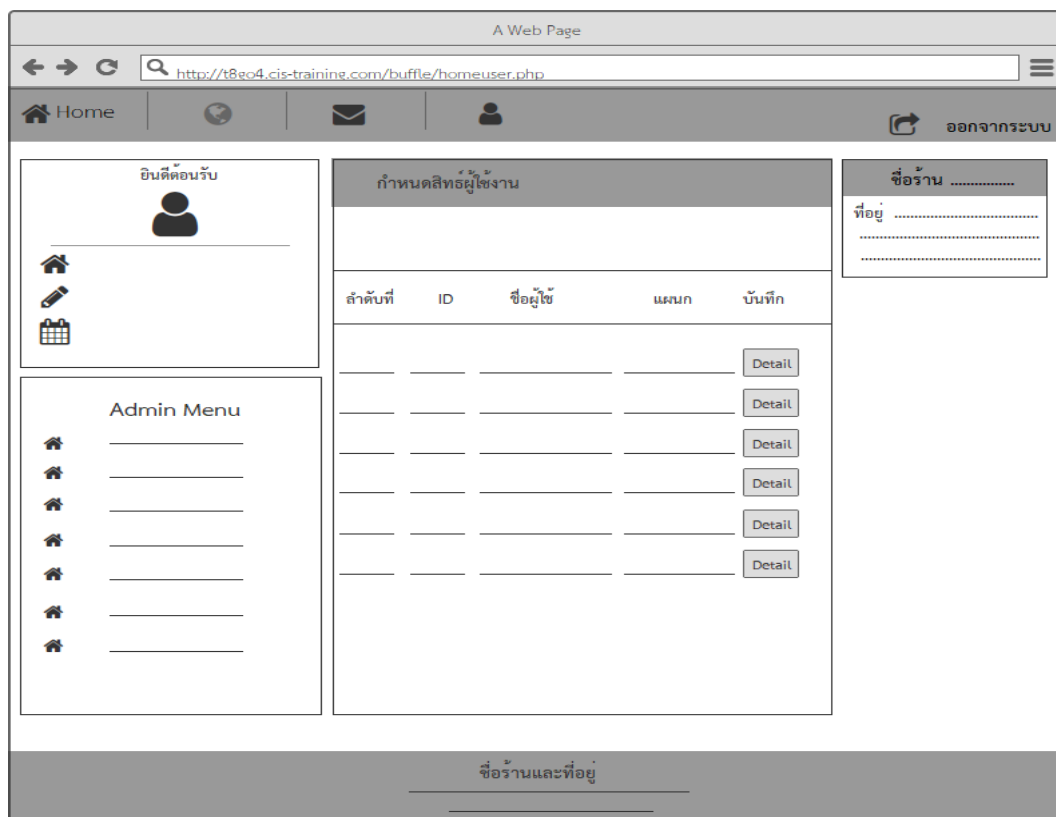 A Web Page
http://t8go4.cis-training.com/buffle/homeuser.php
Home
ออกจากระบบ
ยินดีต้อนรับ
Admin Menu
กำหนดสิทธ์ผู้ใช้งาน
ลำดับที่ ID ชื่อผู้ใช้ แผนก บันทึก
Detail
Detail
Detail
Detail
Detail
Detail
ชื่อร้าน ................
ที่อยู่ ....................................
.............................................
.............................................
ชื่อร้านและที่อยู่